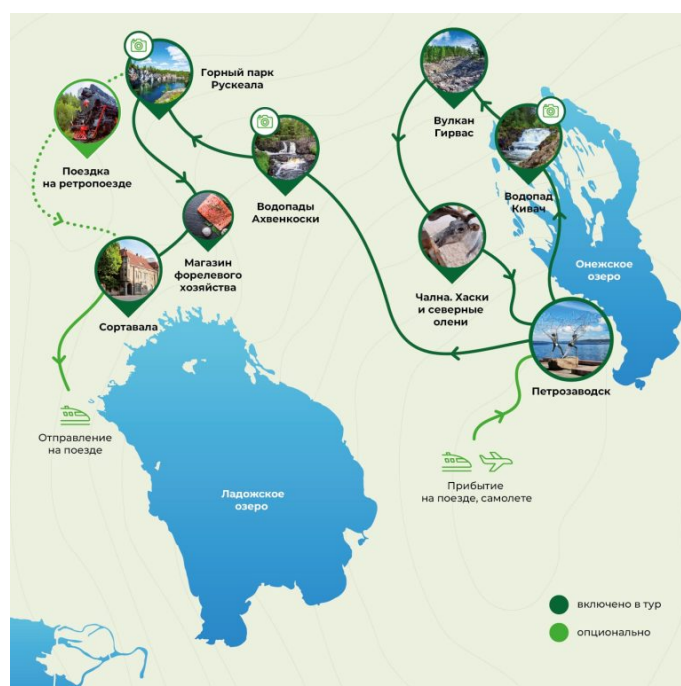 Горный парк
Рускеала
Вулкан
Гирвас
Поездка
на ретропоезде
Водопады
Ахвенкоски
Водопад
Кивач
Магазин
форелевого
хозяйства
Онежское
озеро
Чална. Хаски
и северные
олени
Сортавала
Петрозаводск
Отправление
на поезде
Прибытие
на поезде, самолете
Ладожское
озеро
включено в тур
опционально